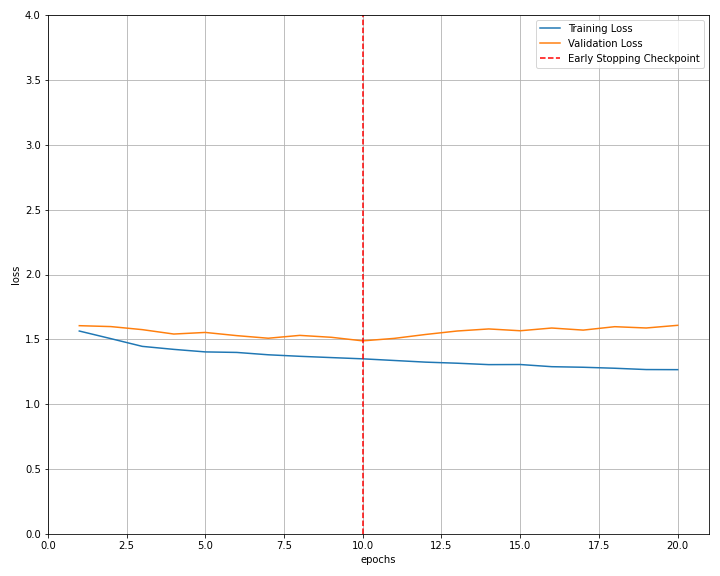 4.0
3.5
3.0
2.5
2.0
1.5
1.0
0.5
0.0
loss
Training Loss
Validation Loss
Early Stopping Checkpoint
0.0 2.5 5.0 7.5 10.0 12.5 15.0 17.5 20.0
epochs